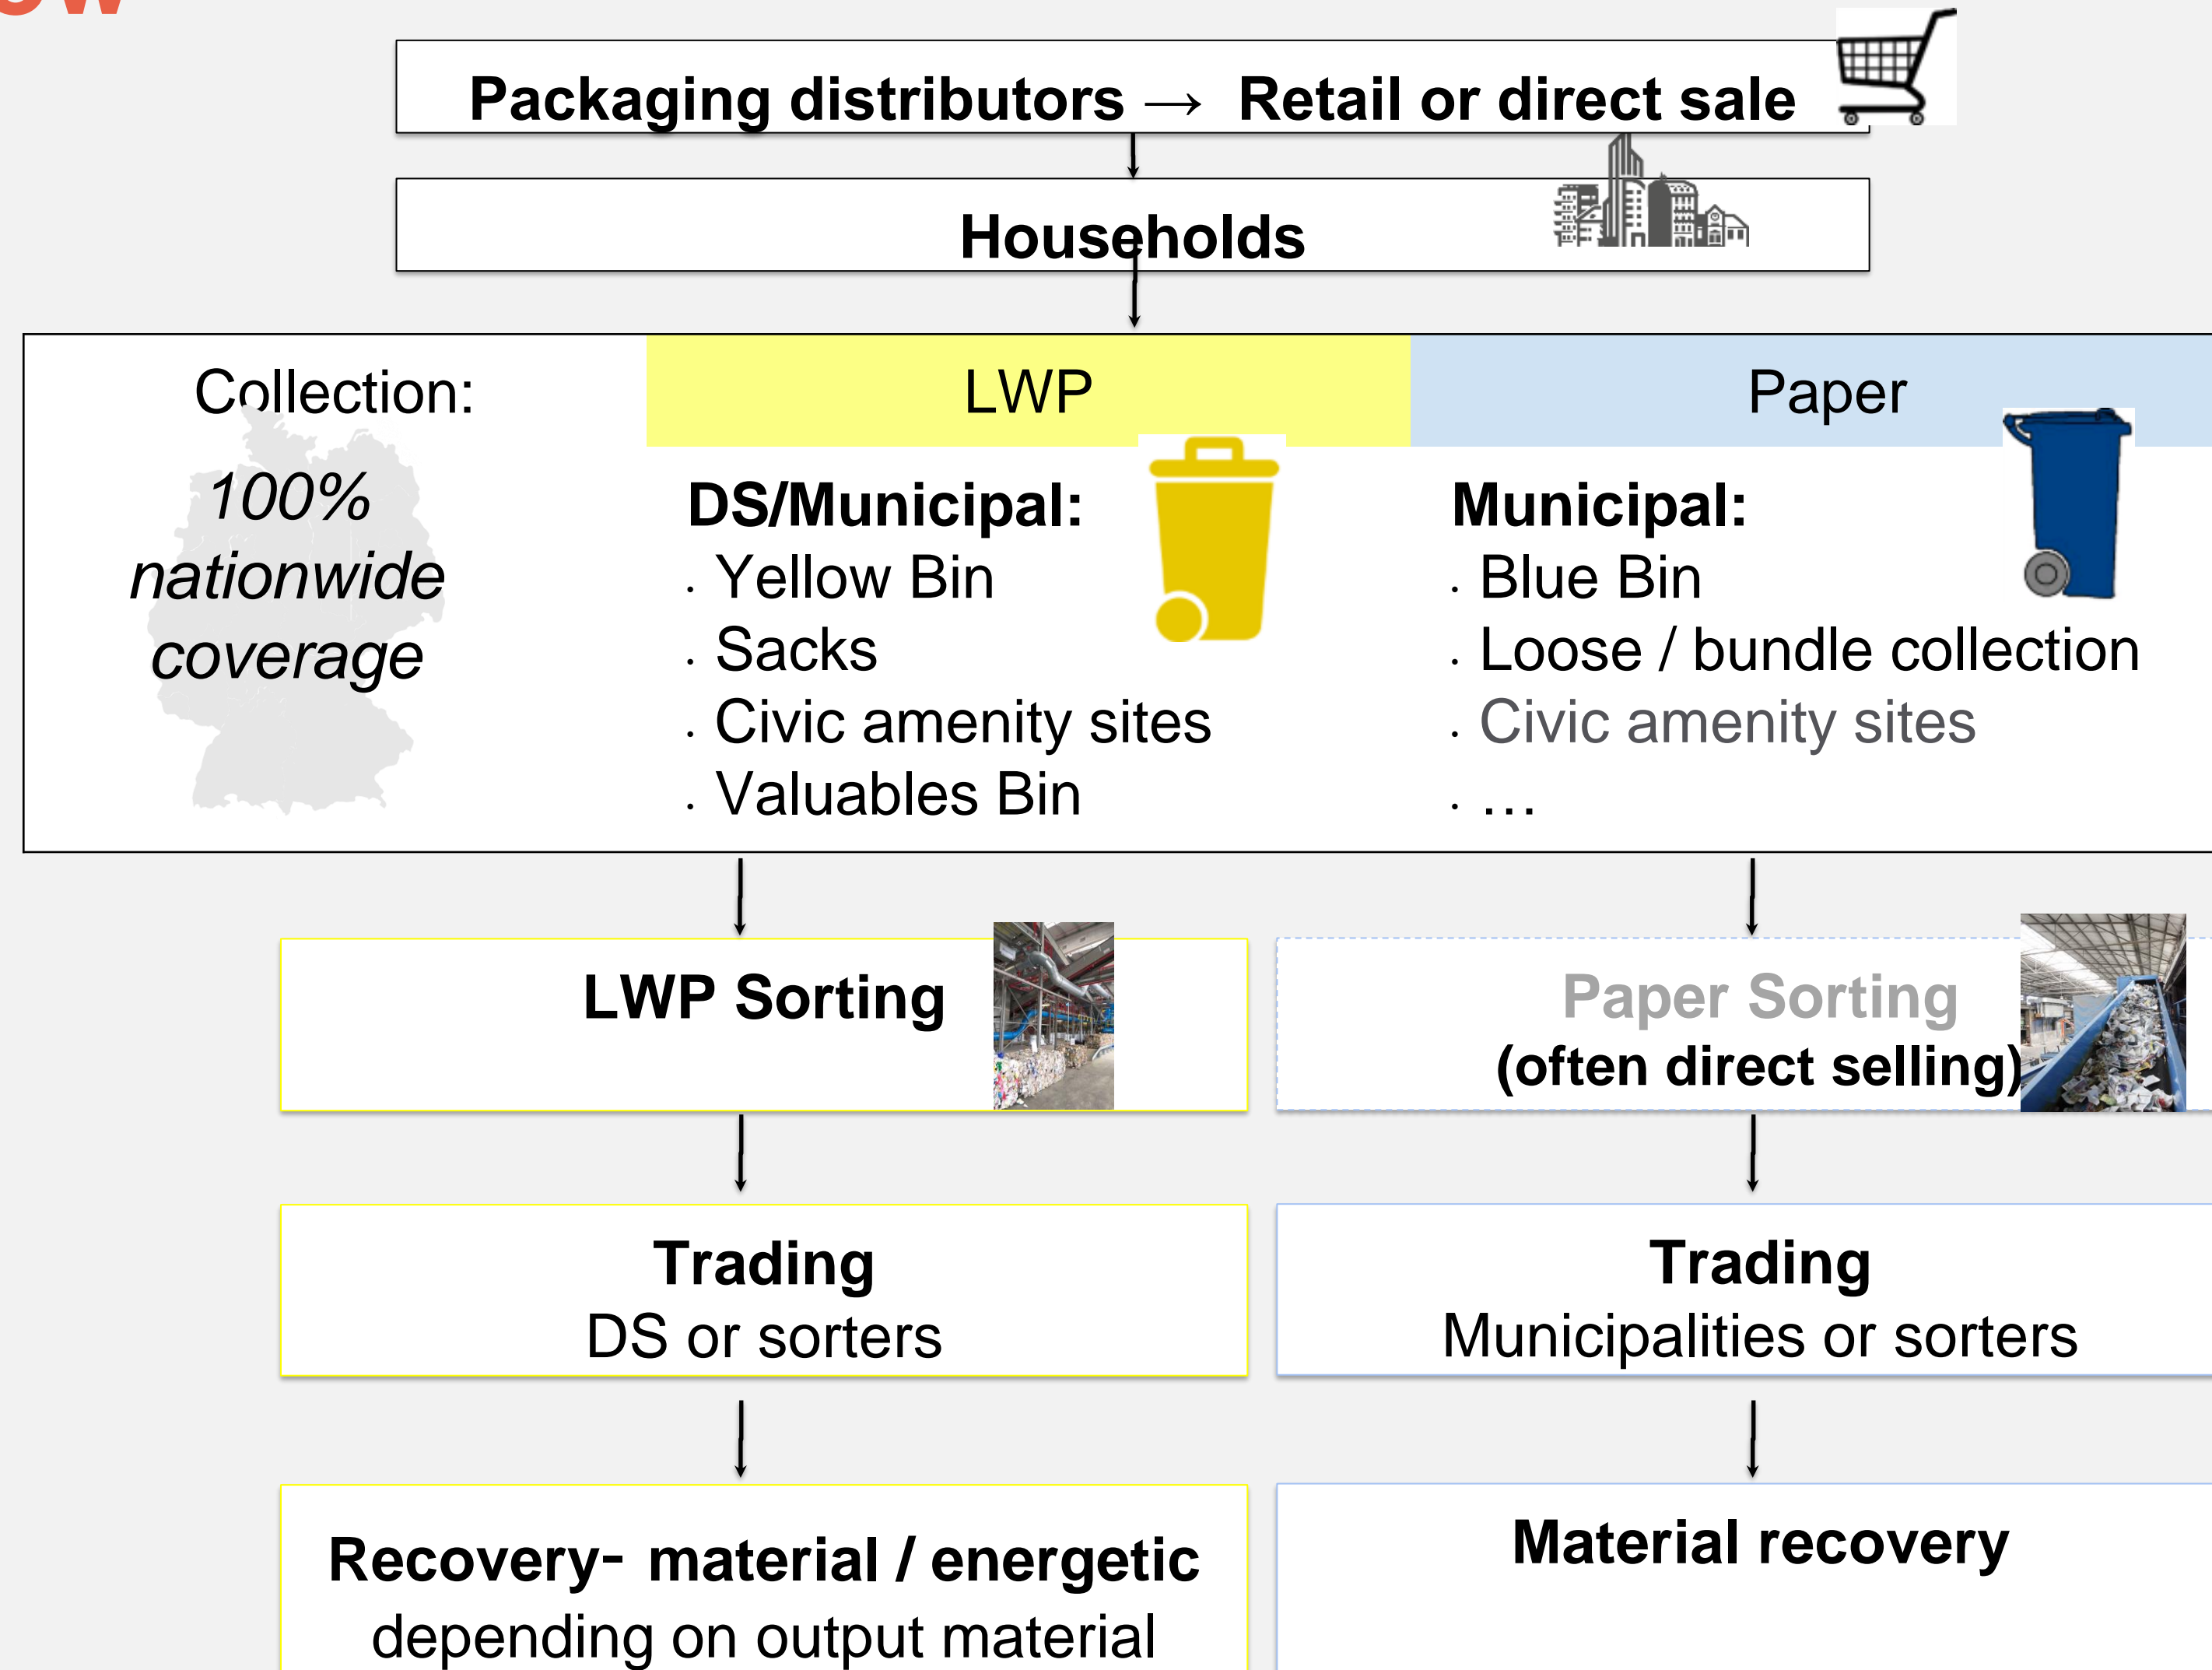 Packaging distributors → Retail or direct sale
Households
Collection:
100%
nationwide
coverage
LWP
DS/Municipal:
. Yellow Bin
. Sacks
. Civic amenity sites
. Valuables Bin
Paper
Municipal:
. Blue Bin
. Loose / bundle collection
. Civic amenity sites
. …
LWP Sorting
Paper Sorting
(often direct selling)
Trading
DS or sorters
Trading
Municipalities or sorters
Recovery- material / energetic
depending on output material
Material recovery